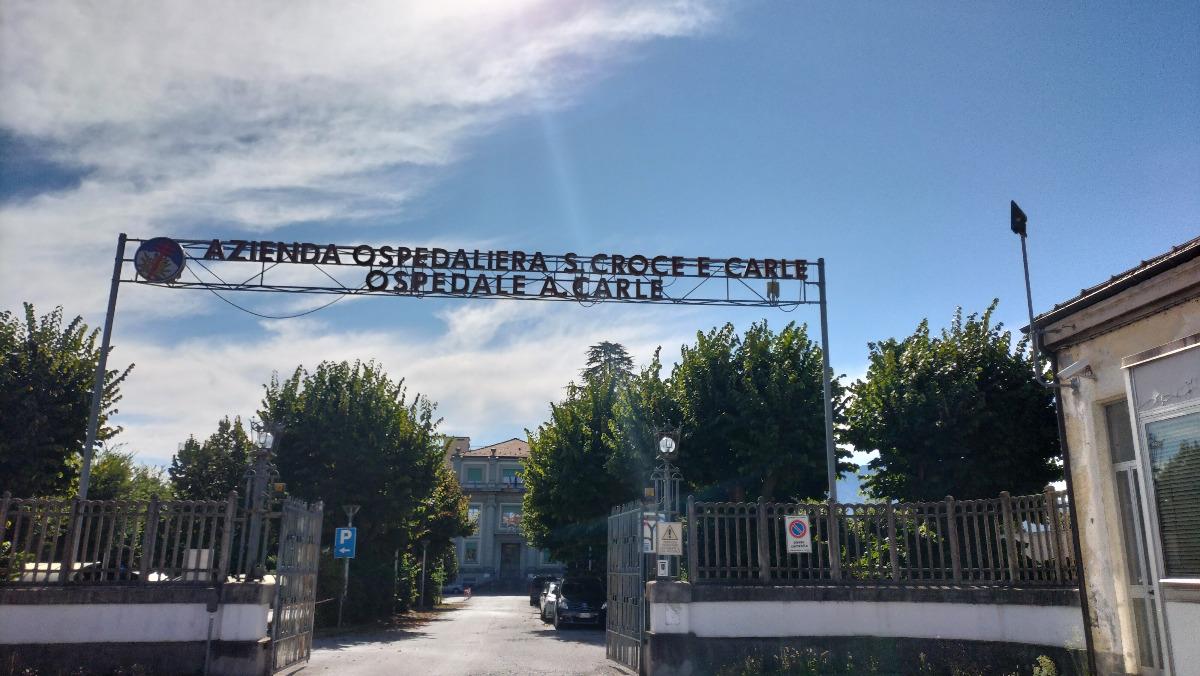 AZIENDA OSPEDALIERA S. CROCE E CARLE
OSPEDALE A. CARLE
P